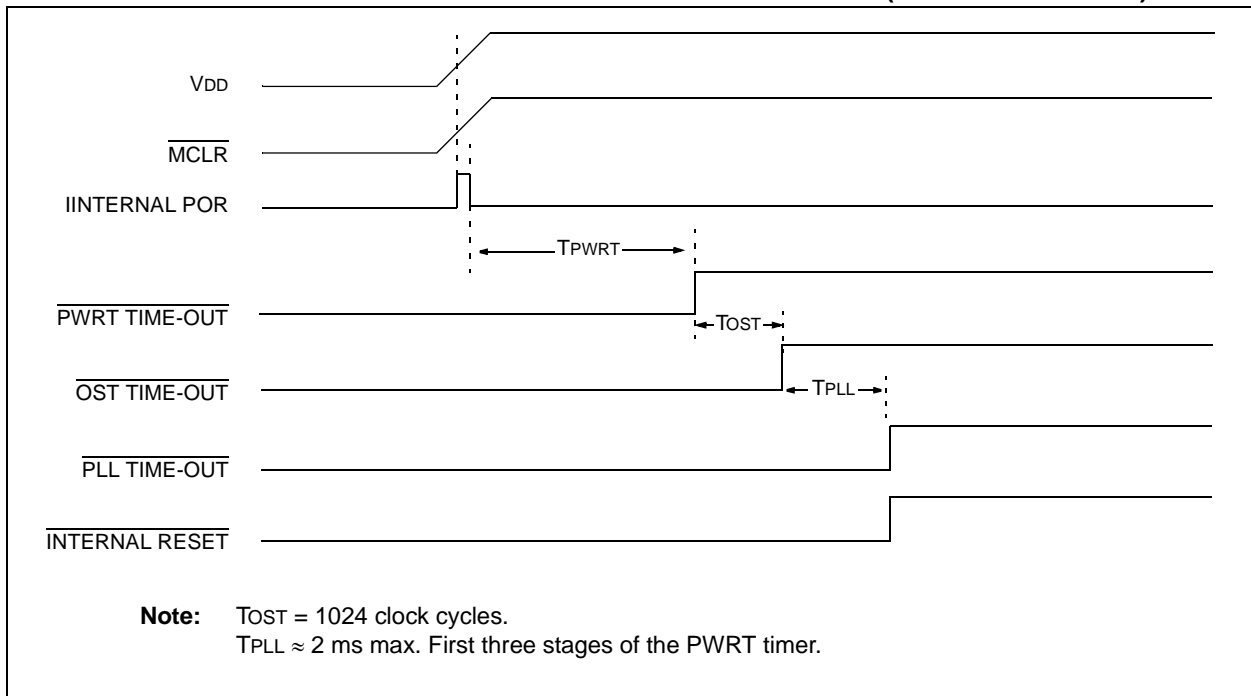 VDD
MCLR
IINTERNAL POR
TPWRT
PWRT TIME-OUT
TOST
OST TIME-OUT
TPLL
PLL TIME-OUT
INTERNAL RESET
Note: TOST = 1024 clock cycles.
TPLL ≈ 2 ms max. First three stages of the PWRT timer.